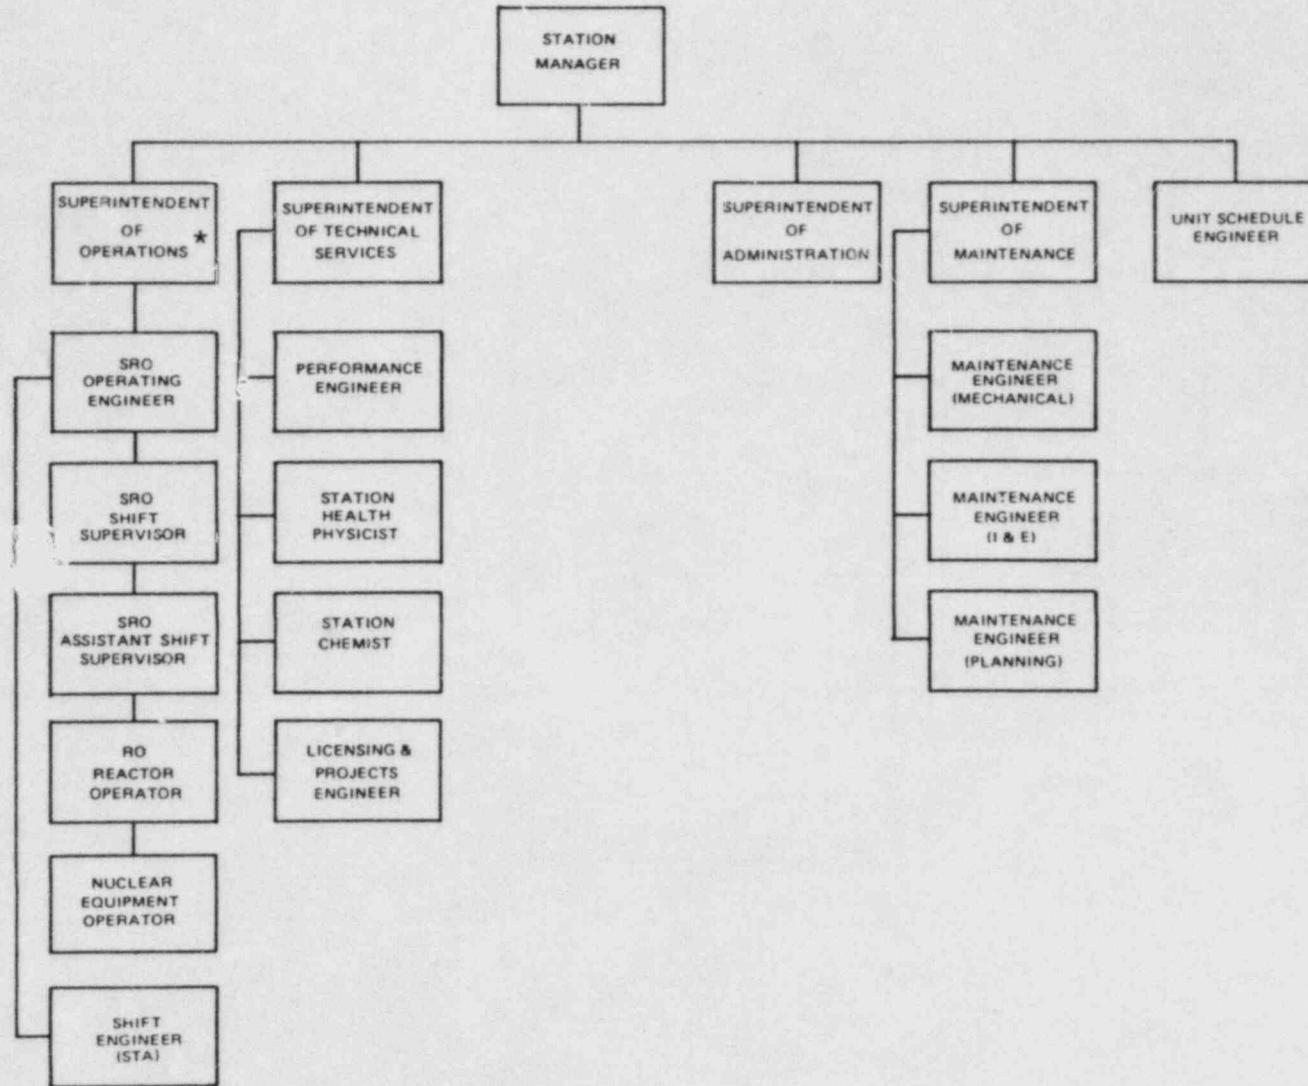 STATION
MANAGER
SUPERINTENDENT
OF
OPERATIONS *
SUPERINTENDENT
OF TECHNICAL
SERVICES
SUPERINTENDENT
OF
ADMINISTRATION
SUPERINTENDENT
OF
MAINTENANCE
UNIT SCHEDULE
ENGINEER
SRO
OPERATING
ENGINEER
PERFORMANCE
ENGINEER
MAINTENANCE
ENGINEER
(MECHANICAL)
SRO
SHIFT
SUPERVISOR
STATION
HEALTH
PHYSICIST
MAINTENANCE
ENGINEER
(I & E)
SRO
ASSISTANT SHIFT
SUPERVISOR
STATION
CHEMIST
MAINTENANCE
ENGINEER
(PLANNING)
RO
REACTOR
OPERATOR
LICENSING &
PROJECTS
ENGINEER
NUCLEAR
EQUIPMENT
OPERATOR
SHIFT
ENGINEER
(STA)